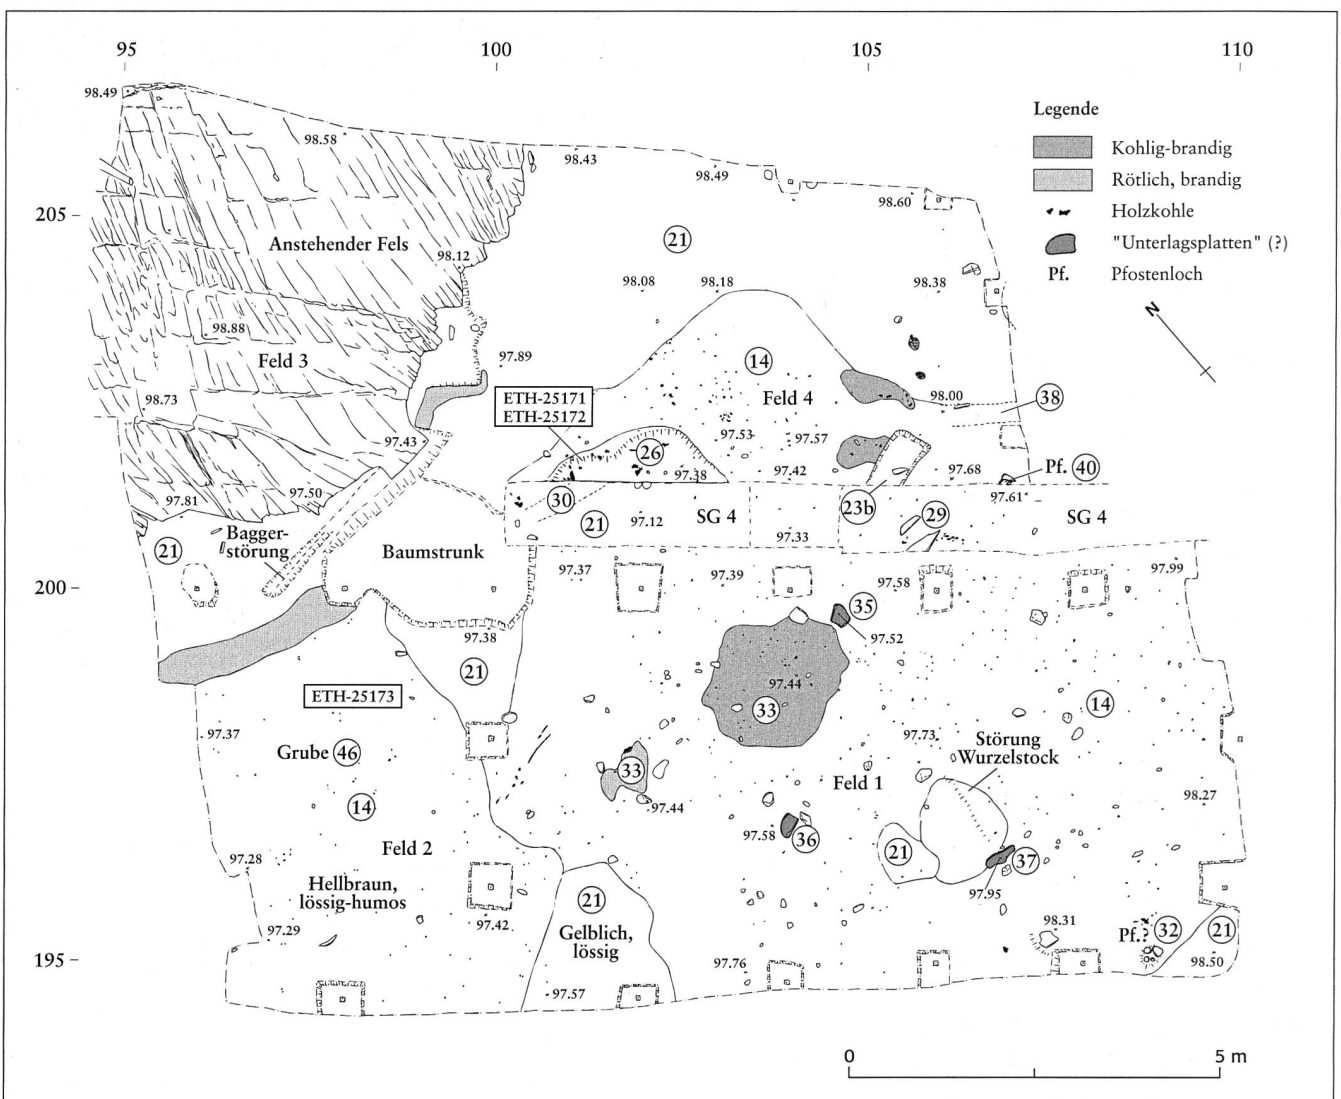 95 100 105 110
98.49
98.58
98.43
98.49
98.60
205
Anstehender Fels
98.12
21
98.08
98.18
98.38
98.88
Feld 3
97.89
14
Feld 4
98.73
ETH-25171
ETH-25172
98.00
38
97.43
97.53
97.57
26
97.38
97.42
97.68
Pf. 40
97.81
97.50
30
97.61
21
97.12
SG 4
23b
29
SG 4
97.33
Bagger-
störung
21
Baumstrunk
200
97.37
97.39
97.58
97.99
97.38
35
97.52
21
97.44
33
ETH-25173
14
97.37
Grube 46
97.73
Störung
Wurzelstock
33
97.44
Feld 1
14
98.27
97.58
36
Feld 2
21
37
97.28
97.95
Hellbraun,
lössig-humos
21
Gelblich,
lössig
97.42
97.29
98.31
Pf.: 32
21
98.50
195
97.76
97.57
Legende
Kohlig-brandig
Rötlich, brandig
Holzkohle
"Unterlagsplatten" (?)
Pf. Pfostenloch
N
0 5 m